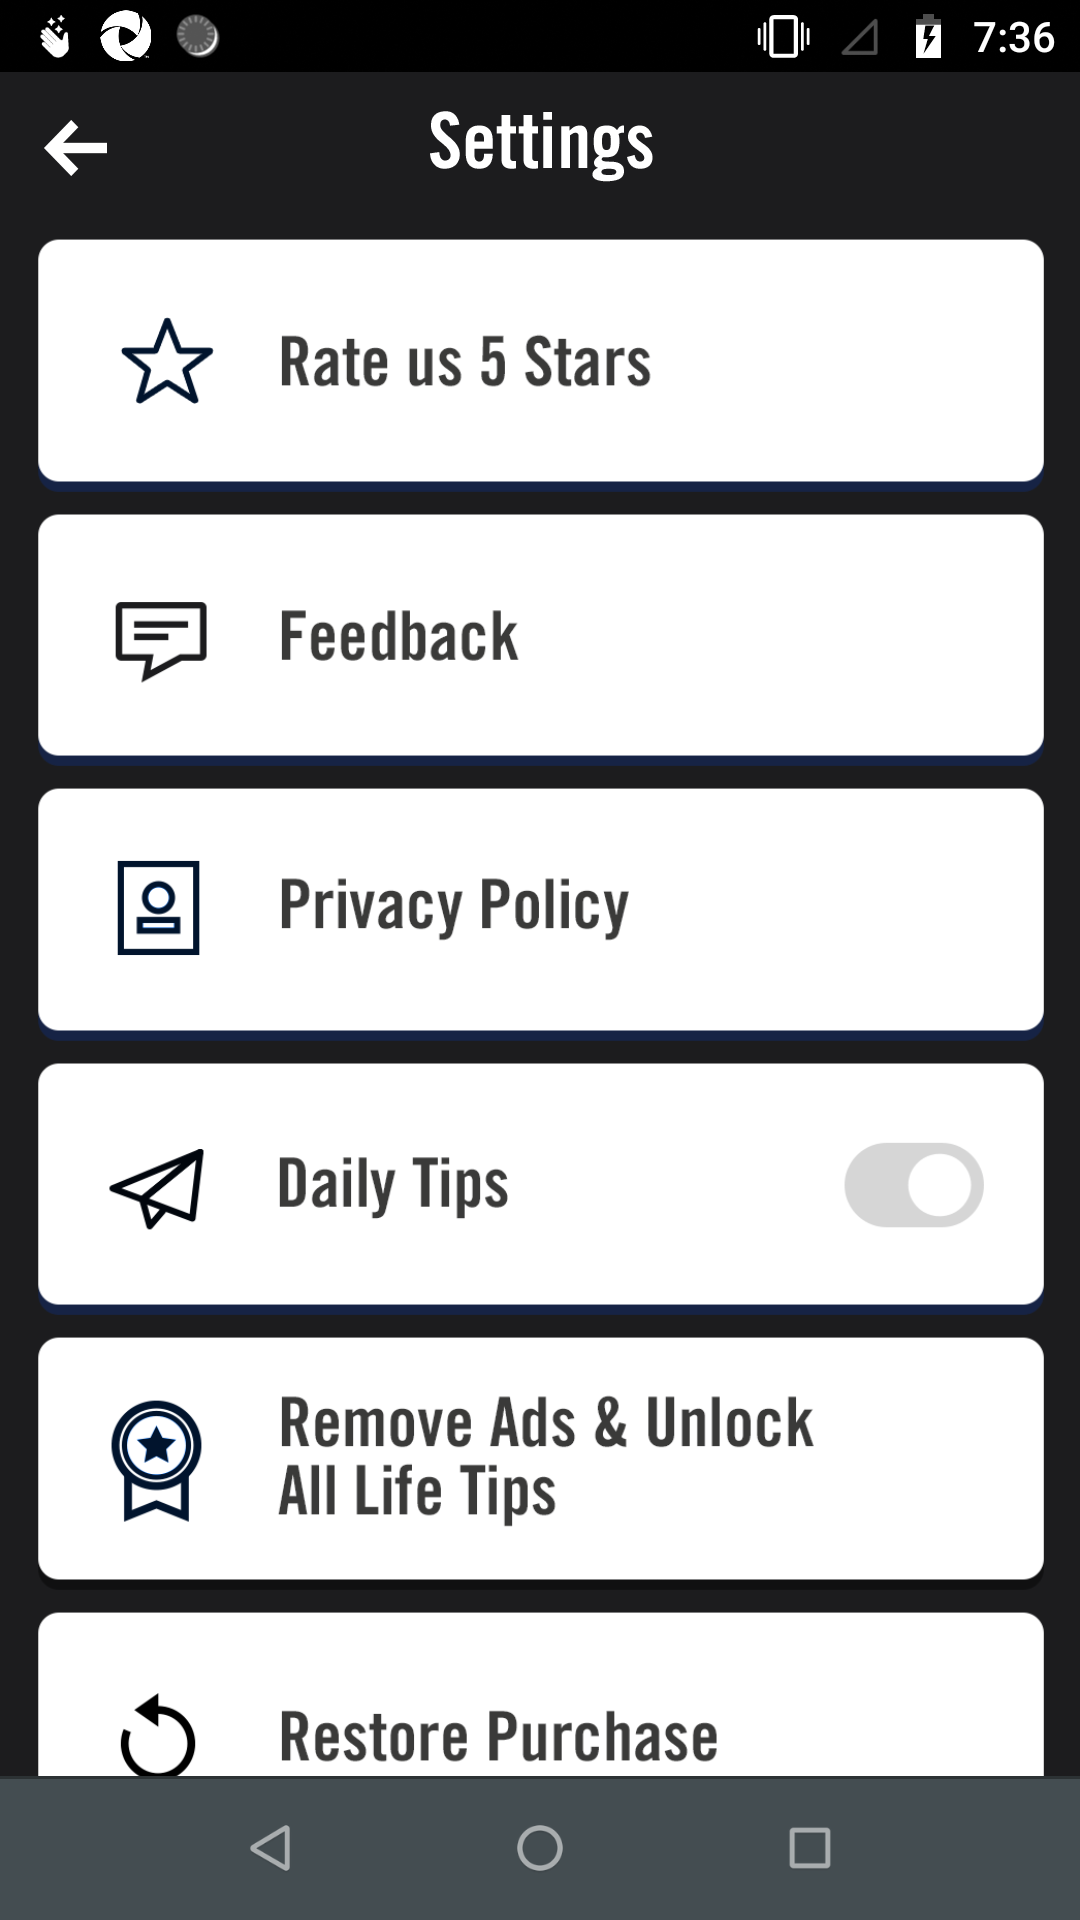 7:36
Settings
Rate us 5 Stars
Feedback
Privacy Policy
Daily Tips
Remove Ads & Unlock
All Life Tips
Restore Purchase